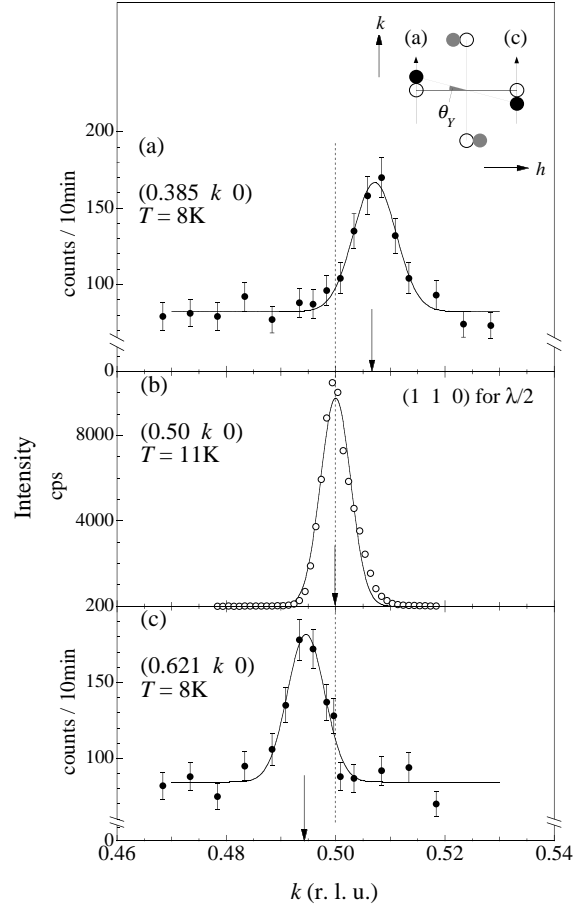 k
(a)
(c)
θY
h
200
(a)
(0.385 k 0)
T = 8K
150
100
counts / 10min
0
(b)
(1 1 0) for λ/2
(0.50 k 0)
T = 11K
8000
4000
Intensity
cps
200
(c)
(0.621 k 0)
T = 8K
150
100
counts / 10min
0
0.46 0.48 0.50 0.52 0.54
k (r. l. u.)